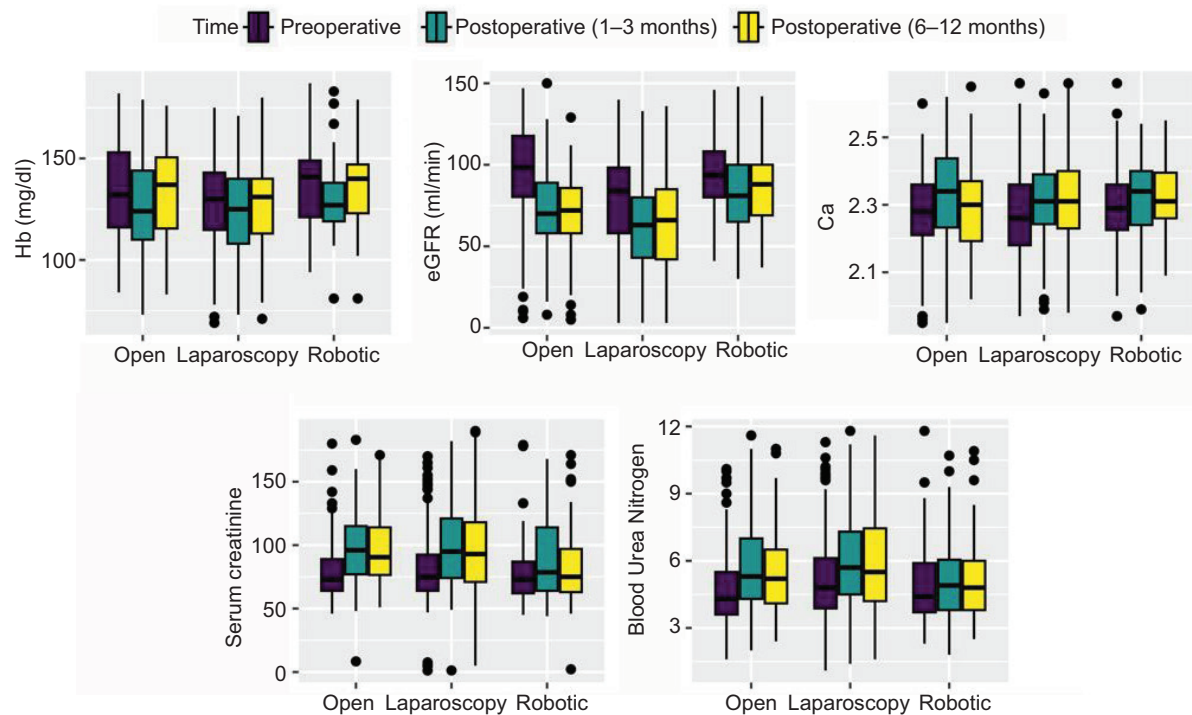 Time Preoperative Postoperative (1–3 months) Postoperative (6–12 months)
Hb (mg/dl)
150
100
Open Laparoscopy Robotic
eGFR (ml/min)
150
100
50
0
Open Laparoscopy Robotic
Ca
2.5
2.3
2.1
Open Laparoscopy Robotic
Serum creatinine
150
100
50
0
Open Laparoscopy Robotic
Blood Urea Nitrogen
12
9
6
3
Open Laparoscopy Robotic